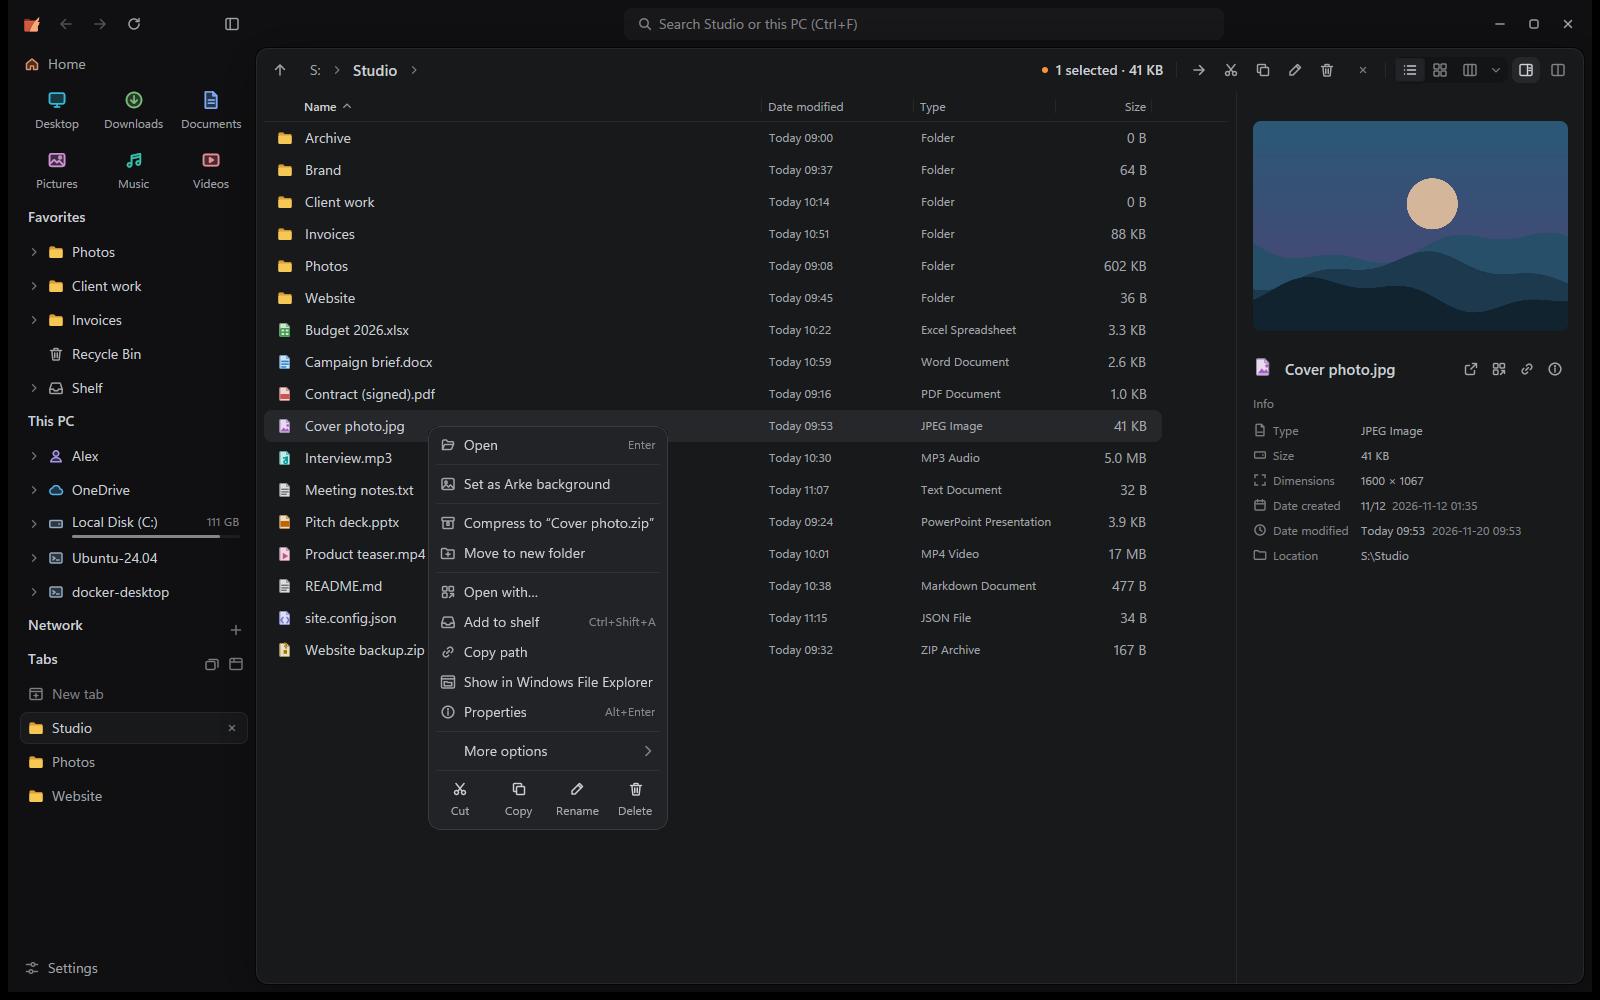 Search Studio or this PC (Ctrl+F)
Home
Desktop Downloads Documents
Pictures Music Videos
Favorites
Photos
Client work
Invoices
Recycle Bin
Shelf
This PC
Alex
OneDrive
Local Disk (C:) 111 GB
Ubuntu-24.04
docker-desktop
Network
Tabs
New tab
Studio
Photos
Website
Settings
S: Studio
1 selected · 41 KB
Name Date modified Type Size
Archive Today 09:00 Folder 0 B
Brand Today 09:37 Folder 64 B
Client work Today 10:14 Folder 0 B
Invoices Today 10:51 Folder 88 KB
Photos Today 09:08 Folder 602 KB
Website Today 09:45 Folder 36 B
Budget 2026.xlsx Today 10:22 Excel Spreadsheet 3.3 KB
Campaign brief.docx Today 10:59 Word Document 2.6 KB
Contract (signed).pdf Today 09:16 PDF Document 1.0 KB
Cover photo.jpg Today 09:53 JPEG Image 41 KB
Interview.mp3 Today 10:30 MP3 Audio 5.0 MB
Meeting notes.txt Today 11:07 Text Document 32 B
Pitch deck.pptx Today 09:24 PowerPoint Presentation 3.9 KB
Product teaser.mp4 Today 10:01 MP4 Video 17 MB
README.md Today 10:38 Markdown Document 477 B
site.config.json Today 11:15 JSON File 34 B
Website backup.zip Today 09:32 ZIP Archive 167 B
Open Enter
Set as Arke background
Compress to “Cover photo.zip”
Move to new folder
Open with...
Add to shelf Ctrl+Shift+A
Copy path
Show in Windows File Explorer
Properties Alt+Enter
More options
Cut Copy Rename Delete
Cover photo.jpg
Info
Type JPEG Image
Size 41 KB
Dimensions 1600 × 1067
Date created 11/12 2026-11-12 01:35
Date modified Today 09:53 2026-11-20 09:53
Location S:\Studio